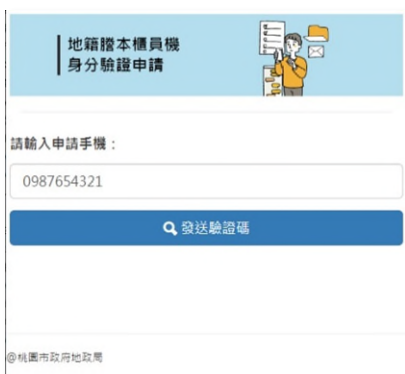 地籍謄本櫃員機
身分驗證申請
請輸入申請手機：
0987654321
發送驗證碼
@桃園市政府地政局